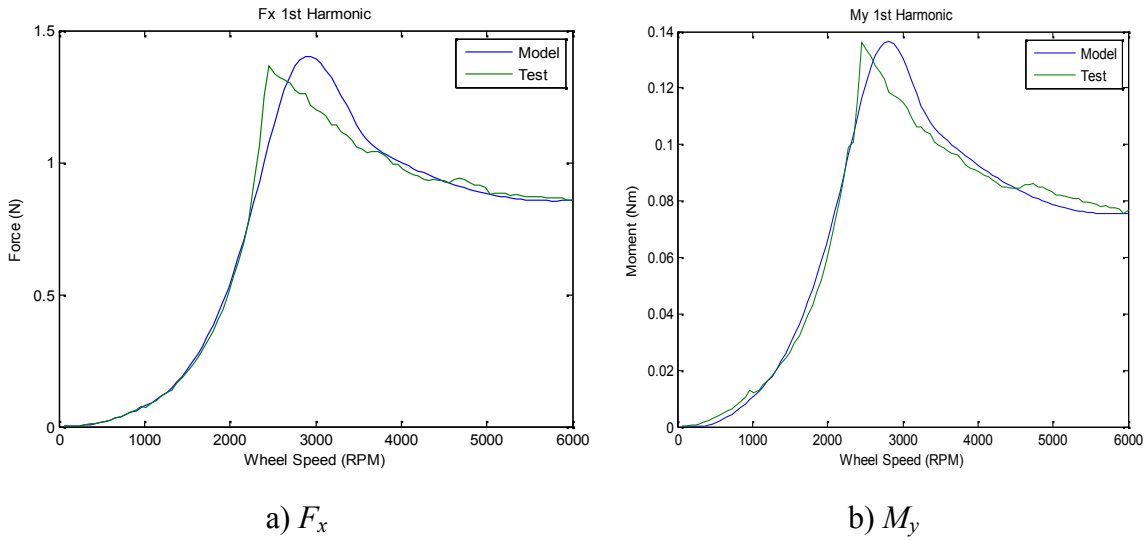 Fx 1st Harmonic
1.5
1
0.5
0
Force (N)
Model
Test
0 1000 2000 3000 4000 5000 6000
Wheel Speed (RPM)
a) Fx
My 1st Harmonic
0.14
0.12
0.1
0.08
0.06
0.04
0.02
0
Moment (Nm)
Model
Test
0 1000 2000 3000 4000 5000 6000
Wheel Speed (RPM)
b) My